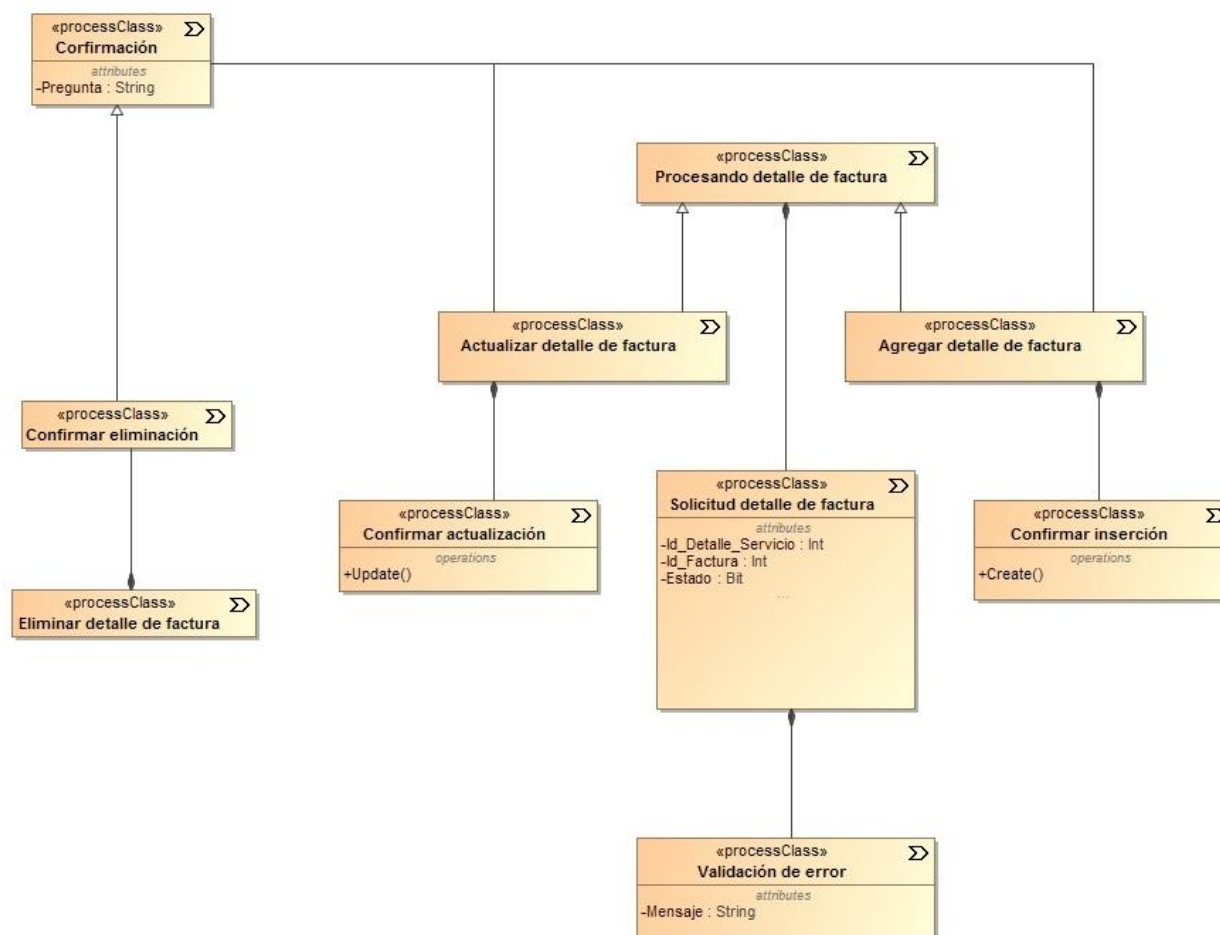 «processClass»
Corfirmación
attributes
-Pregunta : String
«processClass»
Procesando detalle de factura
«processClass»
Actualizar detalle de factura
«processClass»
Agregar detalle de factura
«processClass»
Confirmar eliminación
«processClass»
Confirmar actualización
operations
+Update()
«processClass»
Solicitud detalle de factura
attributes
-Id_Detalle_Servicio : Int
-Id_Factura : Int
-Estado : Bit
...
«processClass»
Confirmar inserción
operations
+Create()
«processClass»
Eliminar detalle de factura
«processClass»
Validación de error
attributes
-Mensaje : String